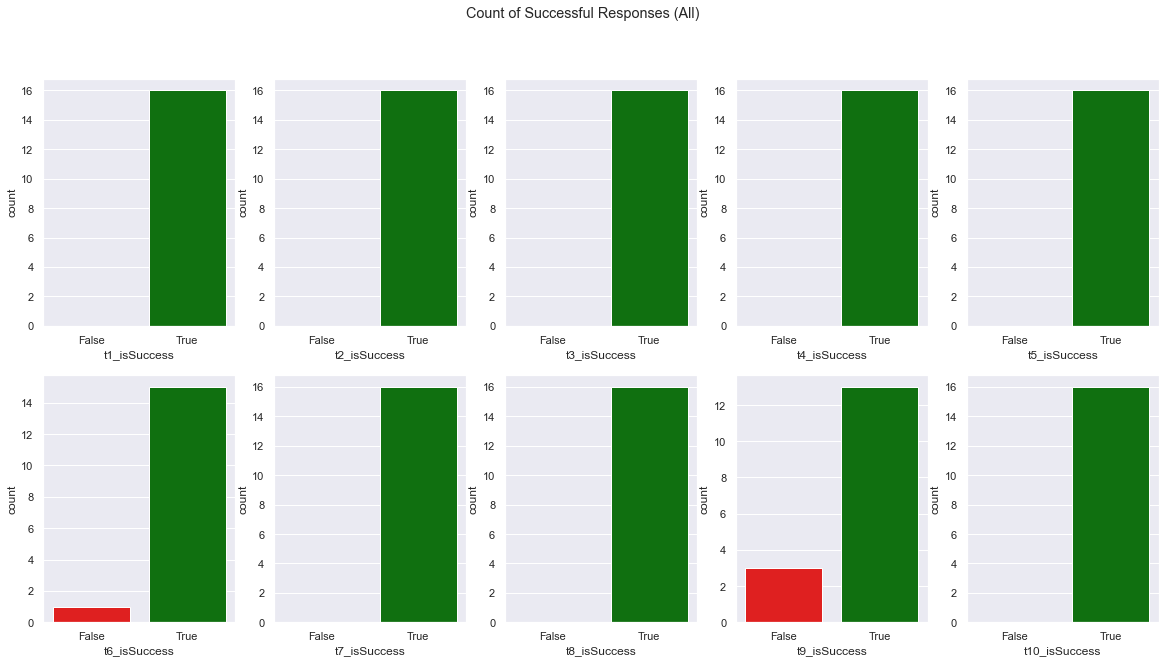 Count of Successful Responses (All)
16 16 16 16 16
14 14 14 14 14
12 12 12 12 12
10 10 10 10 10
8 8 8 8 8
count count count count count
6 6 6 6 6
4 4 4 4 4
2 2 2 2 2
0 0 0 0 0
False True False True False True False True False True
t1_isSuccess t2_isSuccess t3_isSuccess t4_isSuccess t5_isSuccess
14 16 16 12 16
12 14 14 10 14
10 12 12 8 12
8 10 10 6 10
6 8 8 4 8
count count count count count
4 6 6 2 6
2 4 4 0 4
0 2 2 2
0 0 0
False True False True False True False True False True
t6_isSuccess t7_isSuccess t8_isSuccess t9_isSuccess t10_isSuccess